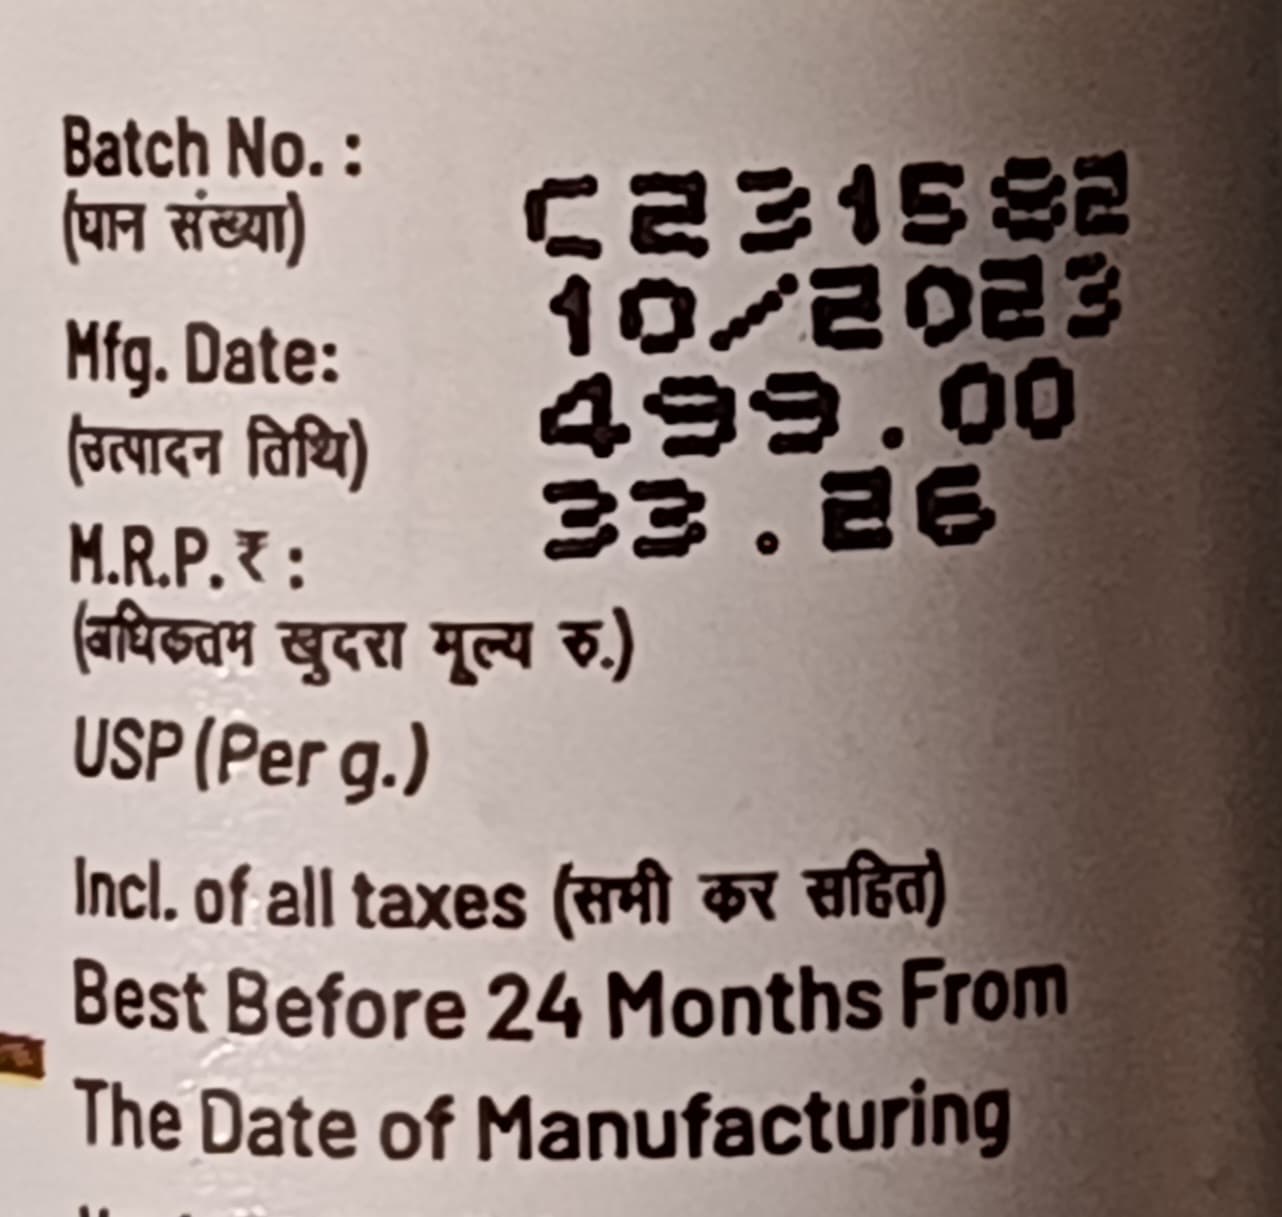 Batch No. : C231582
(घान संख्या)
10/2023
Mfg. Date:
499.00
(उत्पादन तिथि)
33.26
M.R.P. ₹ :
(अधिकतम खुदरा मूल्य रु.)
USP (Per g.)
Incl. of all taxes (सभी कर सहित)
Best Before 24 Months From
The Date of Manufacturing